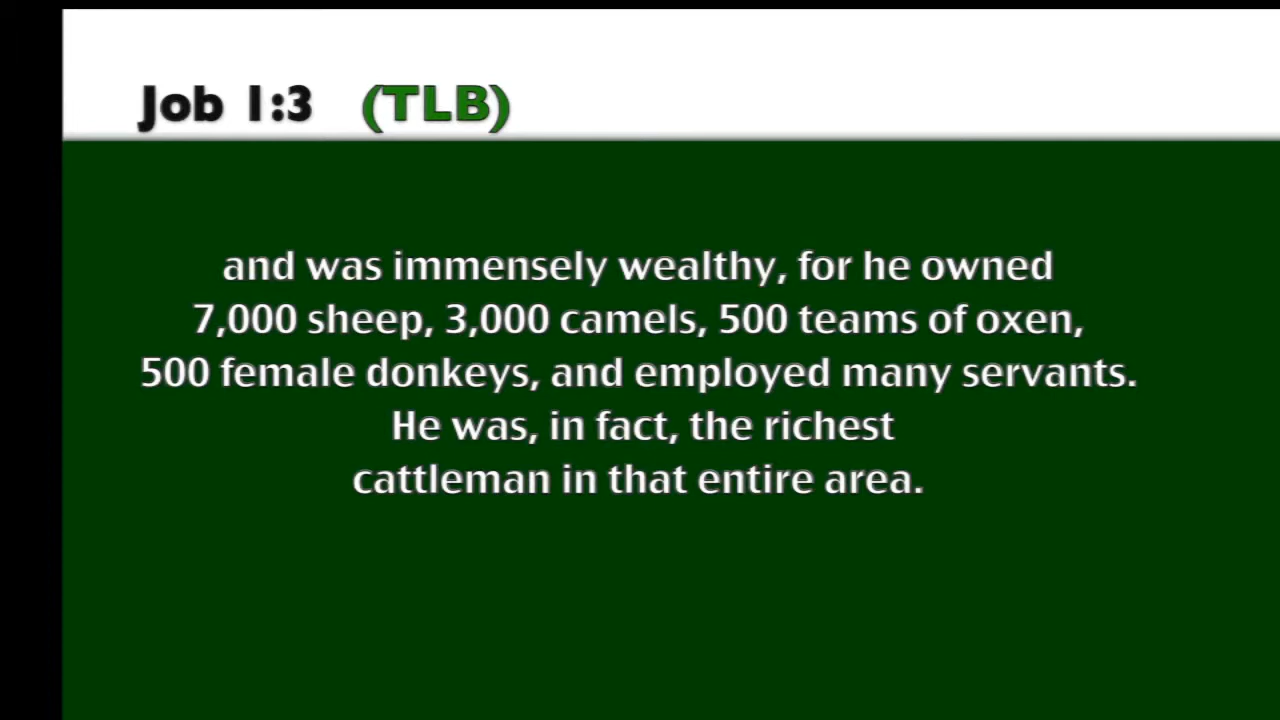 Job 1:3 (TLB)
and was immensely wealthy, for he owned
7,000 sheep, 3,000 camels, 500 teams of oxen,
500 female donkeys, and employed many servants.
He was, in fact, the richest
cattleman in that entire area.